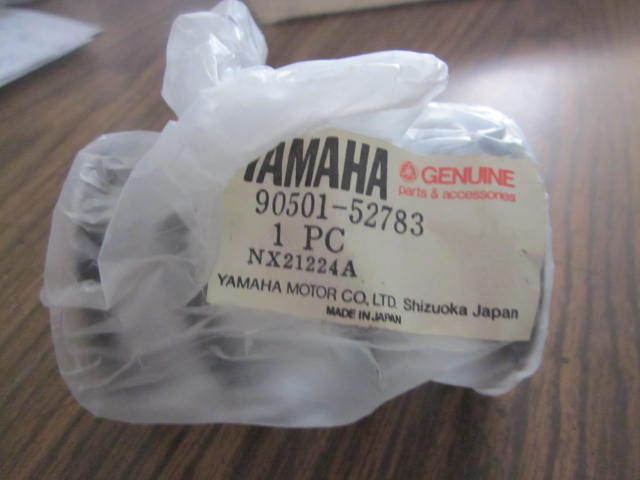 YAMAHA GENUINE
parts & accessories
90501-52783
1 PC
NX21224A
YAMAHA MOTOR CO., LTD. Shizuoka Japan
MADE IN JAPAN